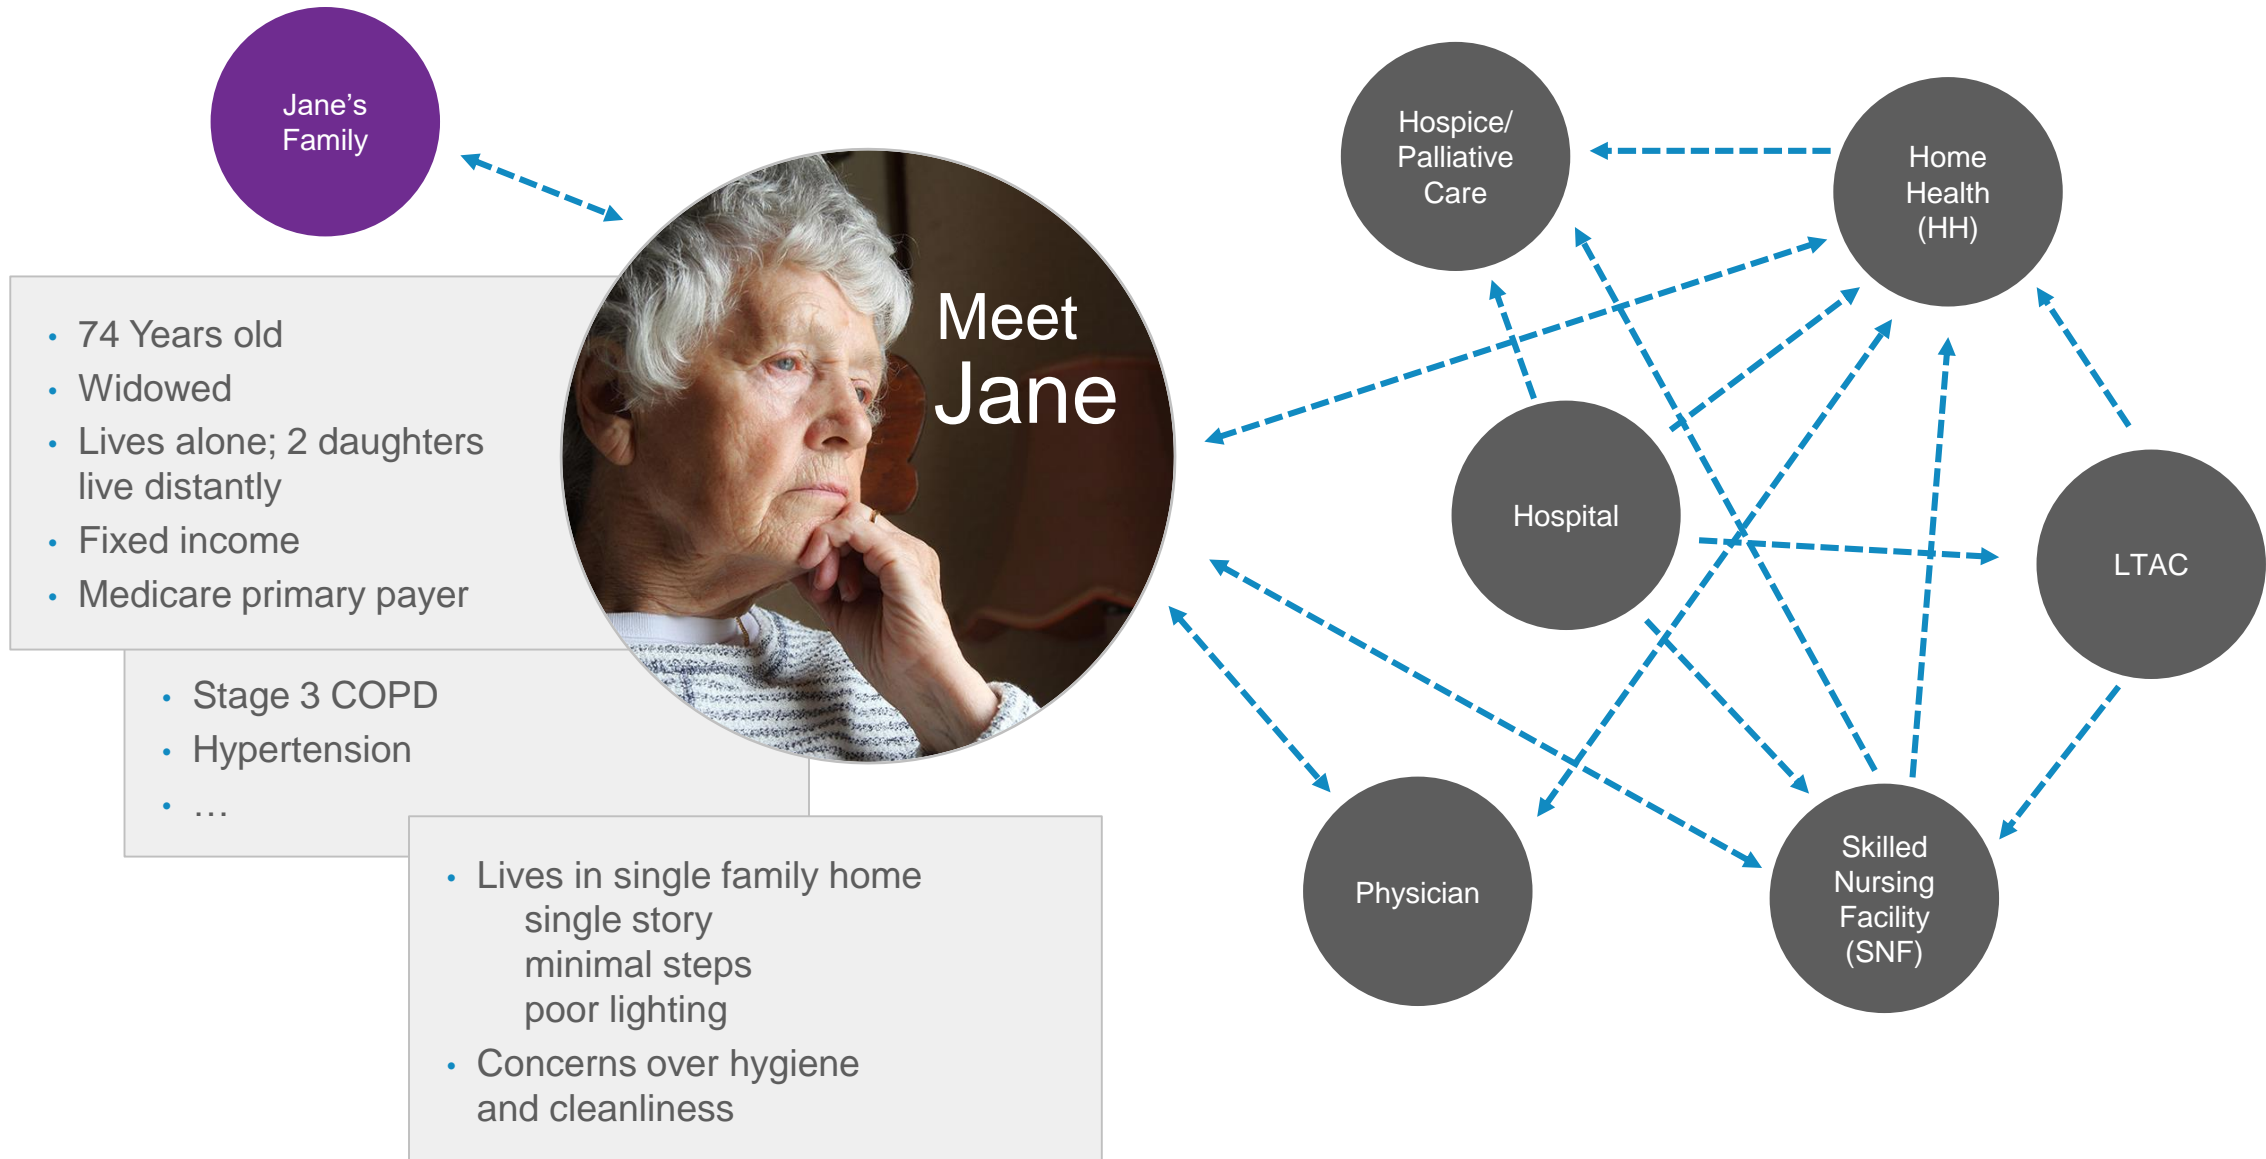 Jane’s
Family
Meet
Jane
• 74 Years old
• Widowed
• Lives alone; 2 daughters
live distantly
• Fixed income
• Medicare primary payer
• Stage 3 COPD
• Hypertension
• …
• Lives in single family home
single story
minimal steps
poor lighting
• Concerns over hygiene
and cleanliness
Hospice/
Palliative
Care
Home
Health
(HH)
Hospital
LTAC
Physician
Skilled
Nursing
Facility
(SNF)